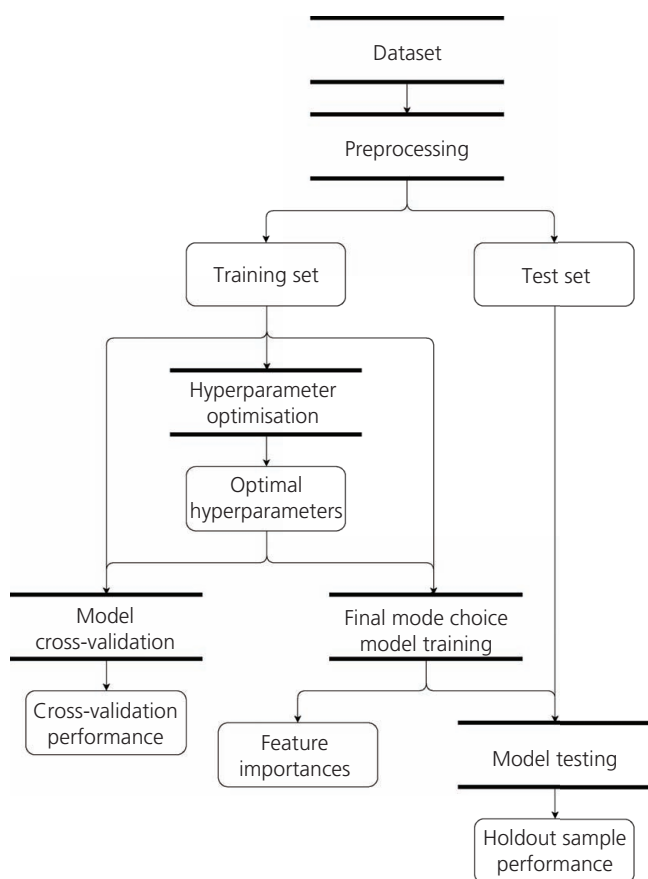 Dataset
Preprocessing
Training set
Test set
Hyperparameter
optimisation
Optimal
hyperparameters
Model
cross-validation
Final mode choice
model training
Cross-validation
performance
Feature
importances
Model testing
Holdout sample
performance